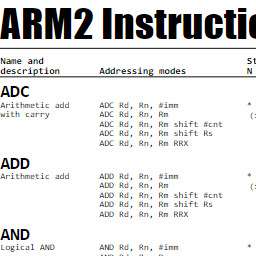 ARM2 Instructio
Name and St
description Addressing modes N
ADC
Arithmetic add ADC Rd, Rn, #imm *
with carry ADC Rd, Rn, Rm (
ADC Rd, Rn, Rm shift #cnt
ADC Rd, Rn, Rm shift Rs
ADC Rd, Rn, Rm RRX
ADD
Arithmetic add ADD Rd, Rn, #imm *
ADD Rd, Rn, Rm (
ADD Rd, Rn, Rm shift #cnt
ADD Rd, Rn, Rm shift Rs
ADD Rd, Rn, Rm RRX
AND
Logical AND AND Rd, Rn, #imm *